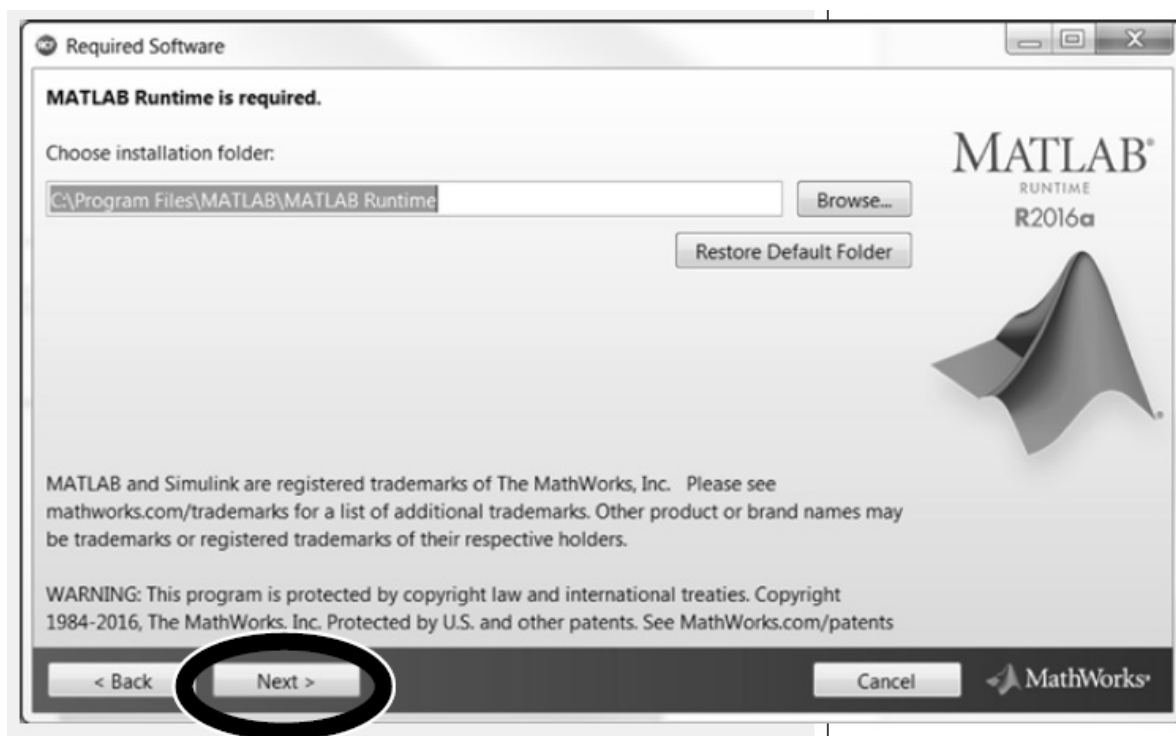 Required Software
MATLAB Runtime is required.
Choose installation folder:
C:\Program Files\MATLAB\MATLAB Runtime
Browse...
Restore Default Folder
MATLAB®
RUNTIME
R2016a
MATLAB and Simulink are registered trademarks of The MathWorks, Inc. Please see
mathworks.com/trademarks for a list of additional trademarks. Other product or brand names may
be trademarks or registered trademarks of their respective holders.
WARNING: This program is protected by copyright law and international treaties. Copyright
1984-2016, The MathWorks, Inc. Protected by U.S. and other patents. See MathWorks.com/patents
< Back
Next >
Cancel
MathWorks®